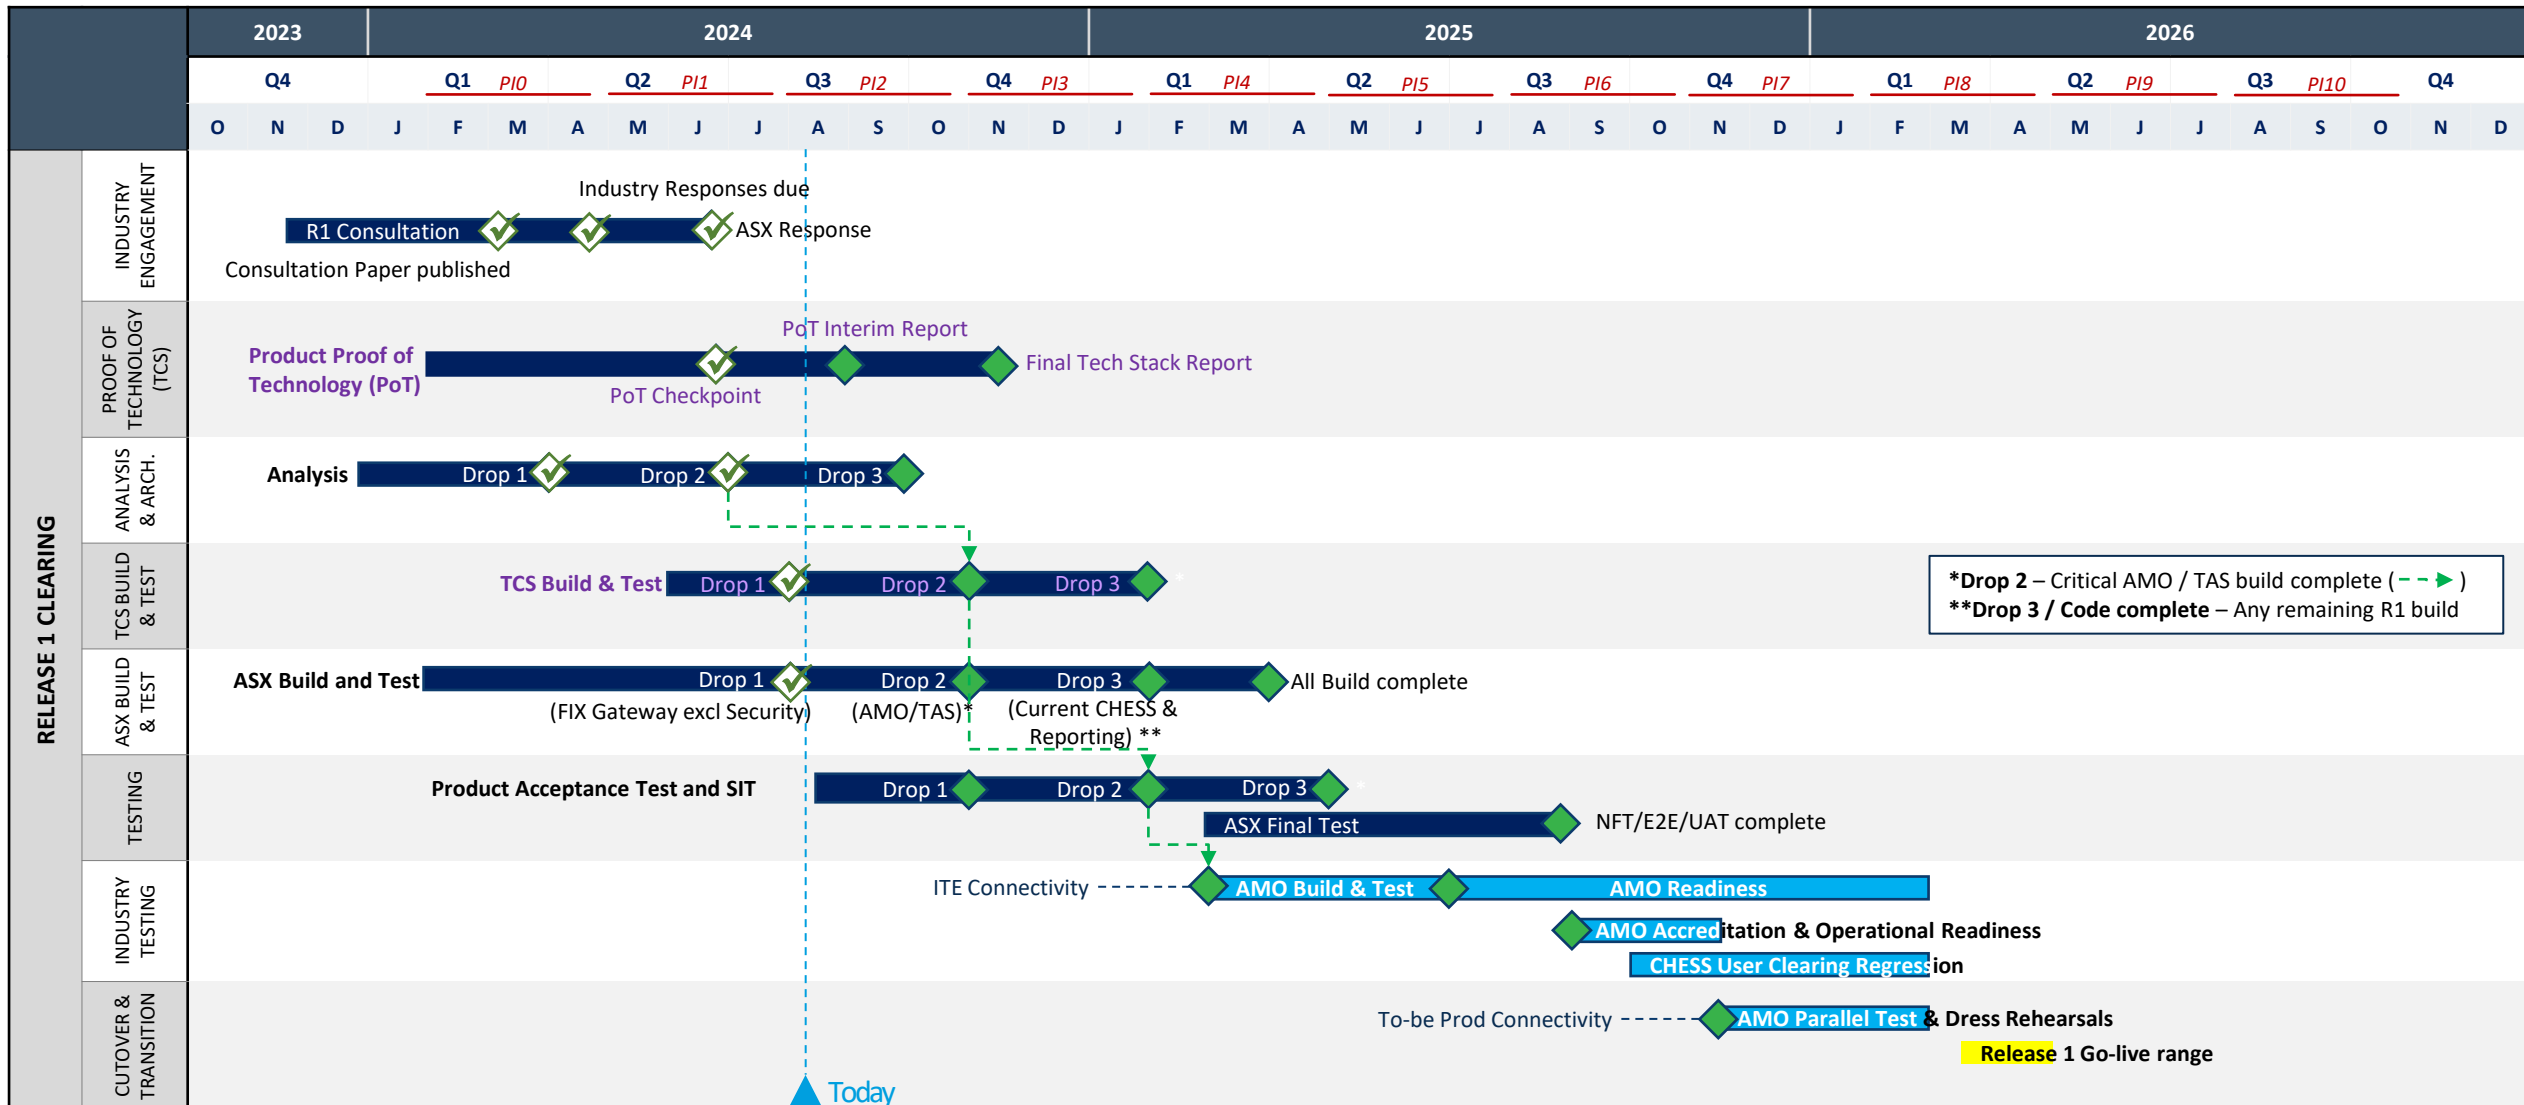 2023 2024 2025 2026
Q4 Q1 PI0 Q2 PI1 Q3 PI2 Q4 PI3 Q1 PI4 Q2 PI5 Q3 PI6 Q4 PI7 Q1 PI8 Q2 PI9 Q3 PI10 Q4
O N D J F M A M J J A S O N D J F M A M J J A S O N D J F M A M J J A S O N D
RELEASE 1 CLEARING
INDUSTRY
ENGAGEMENT
Industry Responses due
R1 Consultation
ASX Response
Consultation Paper published
PROOF OF
TECHNOLOGY
(TCS)
PoT Interim Report
Product Proof of
Technology (PoT)
Final Tech Stack Report
PoT Checkpoint
ANALYSIS
& ARCH.
Analysis Drop 1 Drop 2 Drop 3
TCS BUILD
& TEST
TCS Build & Test Drop 1 Drop 2 Drop 3 *
*Drop 2 – Critical AMO / TAS build complete ( )
**Drop 3 / Code complete – Any remaining R1 build
ASX BUILD
& TEST
ASX Build and Test Drop 1 Drop 2 Drop 3 All Build complete
(FIX Gateway excl Security)
(AMO/TAS)*
(Current CHESS &
Reporting) **
TESTING
Product Acceptance Test and SIT Drop 1 Drop 2 Drop 3 *
ASX Final Test NFT/E2E/UAT complete
INDUSTRY
TESTING
ITE Connectivity AMO Build & Test AMO Readiness
AMO Accreditation & Operational Readiness
CHESS User Clearing Regression
CUTOVER &
TRANSITION
To-be Prod Connectivity AMO Parallel Test & Dress Rehearsals
Release 1 Go-live range
Today